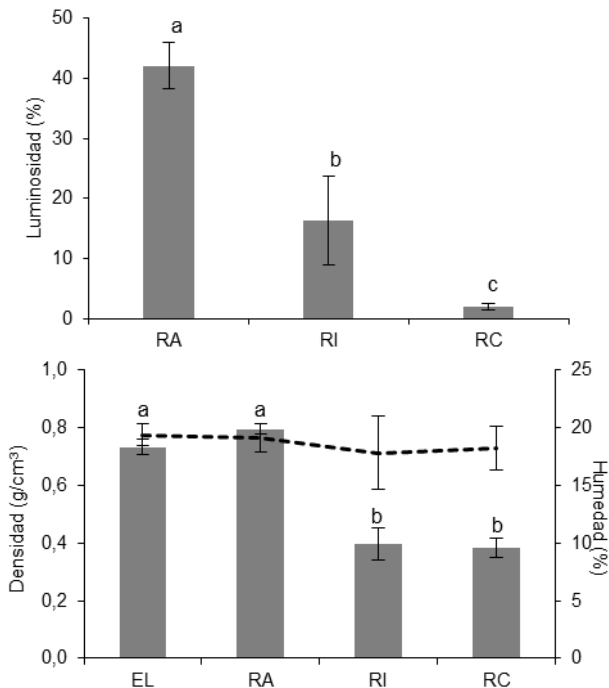 50
a
40
30
b
20
10
c
0
Luminosidad (%)
RA RI RC
1,0 25
a a
0,8 20
0,6 15
b b
0,4 10
0,2 5
0,0 0
Densidad (g/cm³)
Humedad (%)
EL RA RI RC